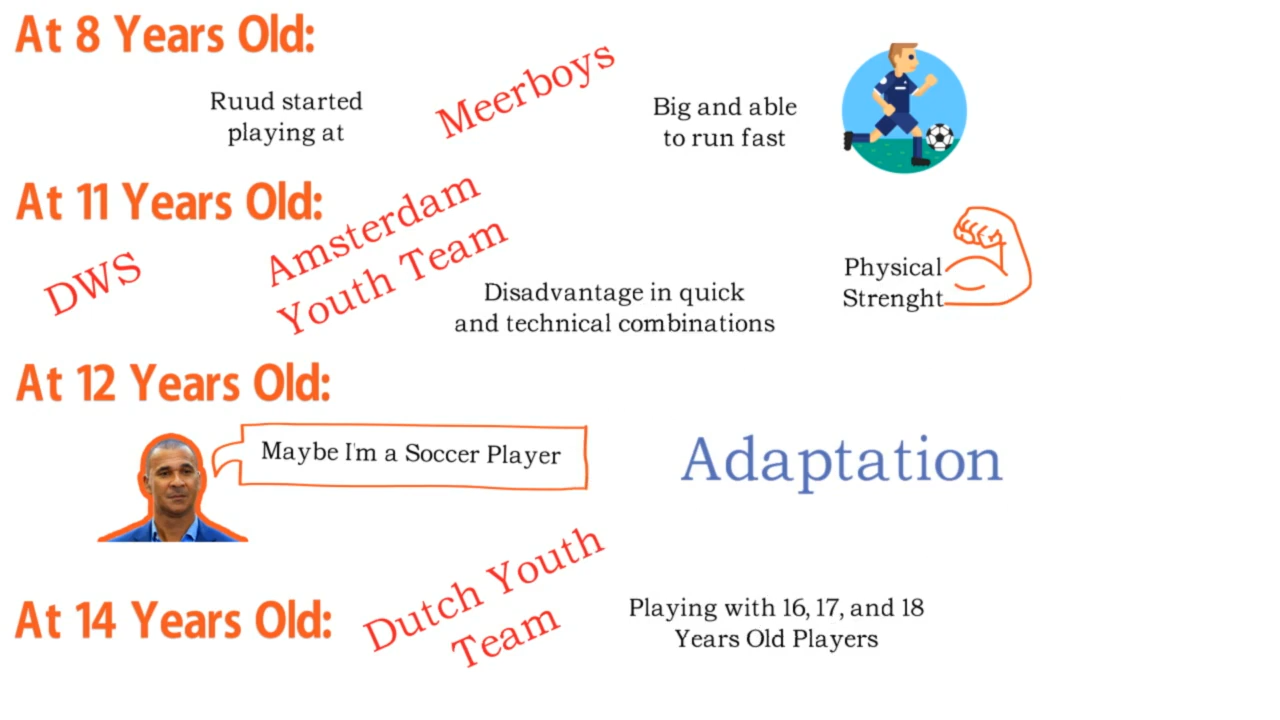 At 8 Years Old:
Ruud started
playing at
Meerboys
Big and able
to run fast
At 11 Years Old:
DWS
Amsterdam
Youth Team
Disadvantage in quick
and technical combinations
Physical
Strenght
At 12 Years Old:
Maybe I'm a Soccer Player
Adaptation
At 14 Years Old:
Dutch Youth
Team
Playing with 16, 17, and 18
Years Old Players